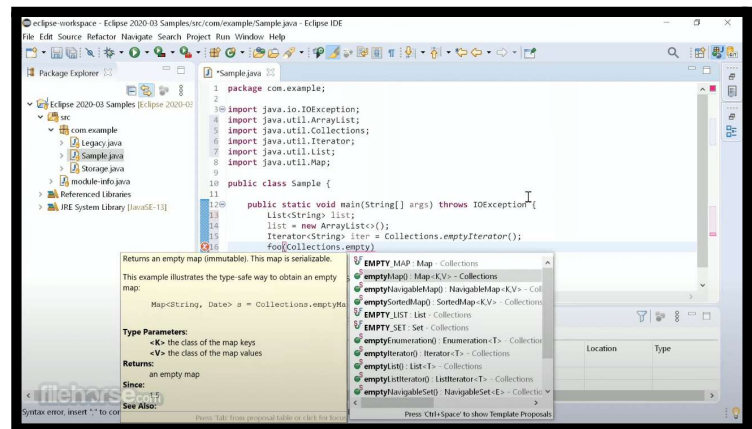 eclipse-workspace - Eclipse 2020-03 Samples/src/com/example/Sample.java - Eclipse IDE
File Edit Source Refactor Navigate Search Project Run Window Help
Package Explorer
*Sample.java
Eclipse 2020-03 Samples [Eclipse 2020-03
src
com.example
Legacy.java
Sample.java
Storage.java
module-info.java
Referenced Libraries
JRE System Library [JavaSE-13]
1 package com.example;
2
3 import java.io.IOException;
4 import java.util.ArrayList;
5 import java.util.Collections;
6 import java.util.Iterator;
7 import java.util.List;
8 import java.util.Map;
9
10 public class Sample {
11
12 public static void main(String[] args) throws IOException {
13 List<String> list;
14 list = new ArrayList<>();
15 Iterator<String> iter = Collections.emptyIterator();
16 foo(Collections.empty)
Returns an empty map (immutable). This map is serializable.
This example illustrates the type-safe way to obtain an empty
map:
Map<String, Date> s = Collections.emptyMa
Type Parameters:
<K> the class of the map keys
<V> the class of the map values
Returns:
an empty map
Since:
1.5
See Also:
Press 'Tab' from proposal table or click for focus
EMPTY_MAP : Map - Collections
emptyMap() : Map<K,V> - Collections
emptyNavigableMap() : NavigableMap<K,V> - Coll
emptySortedMap() : SortedMap<K,V> - Collections
EMPTY_LIST : List - Collections
EMPTY_SET : Set - Collections
emptyEnumeration() : Enumeration<T> - Collection
emptyIterator() : Iterator<T> - Collections
emptyList() : List<T> - Collections
emptyListIterator() : ListIterator<T> - Collections
emptyNavigableSet() : NavigableSet<E> - Collectio
Press 'Ctrl+Space' to show Template Proposals
Location Type
filehorse.com
Syntax error, insert ";" to cor